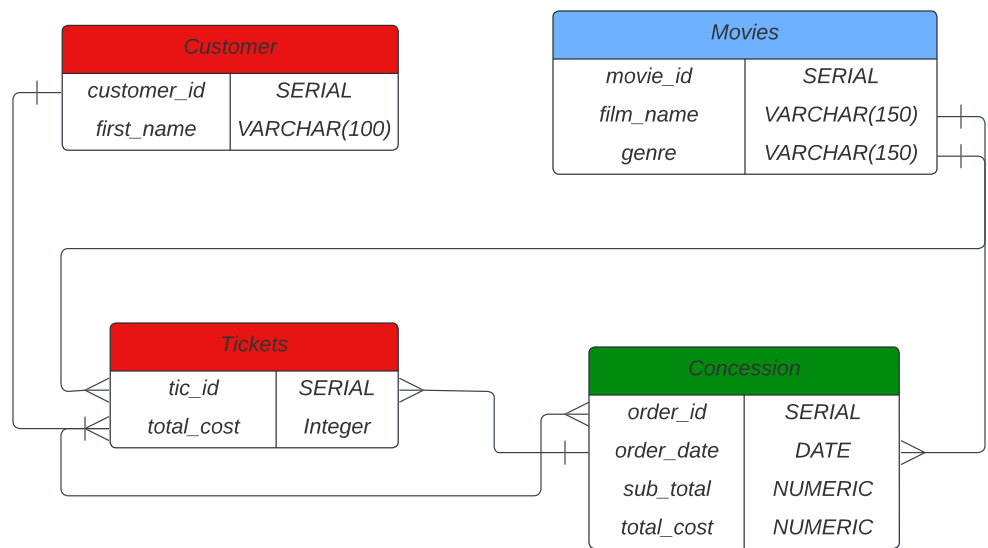 Customer
customer_id SERIAL
first_name VARCHAR(100)
Movies
movie_id SERIAL
film_name VARCHAR(150)
genre VARCHAR(150)
Tickets
tic_id SERIAL
total_cost Integer
Concession
order_id SERIAL
order_date DATE
sub_total NUMERIC
total_cost NUMERIC